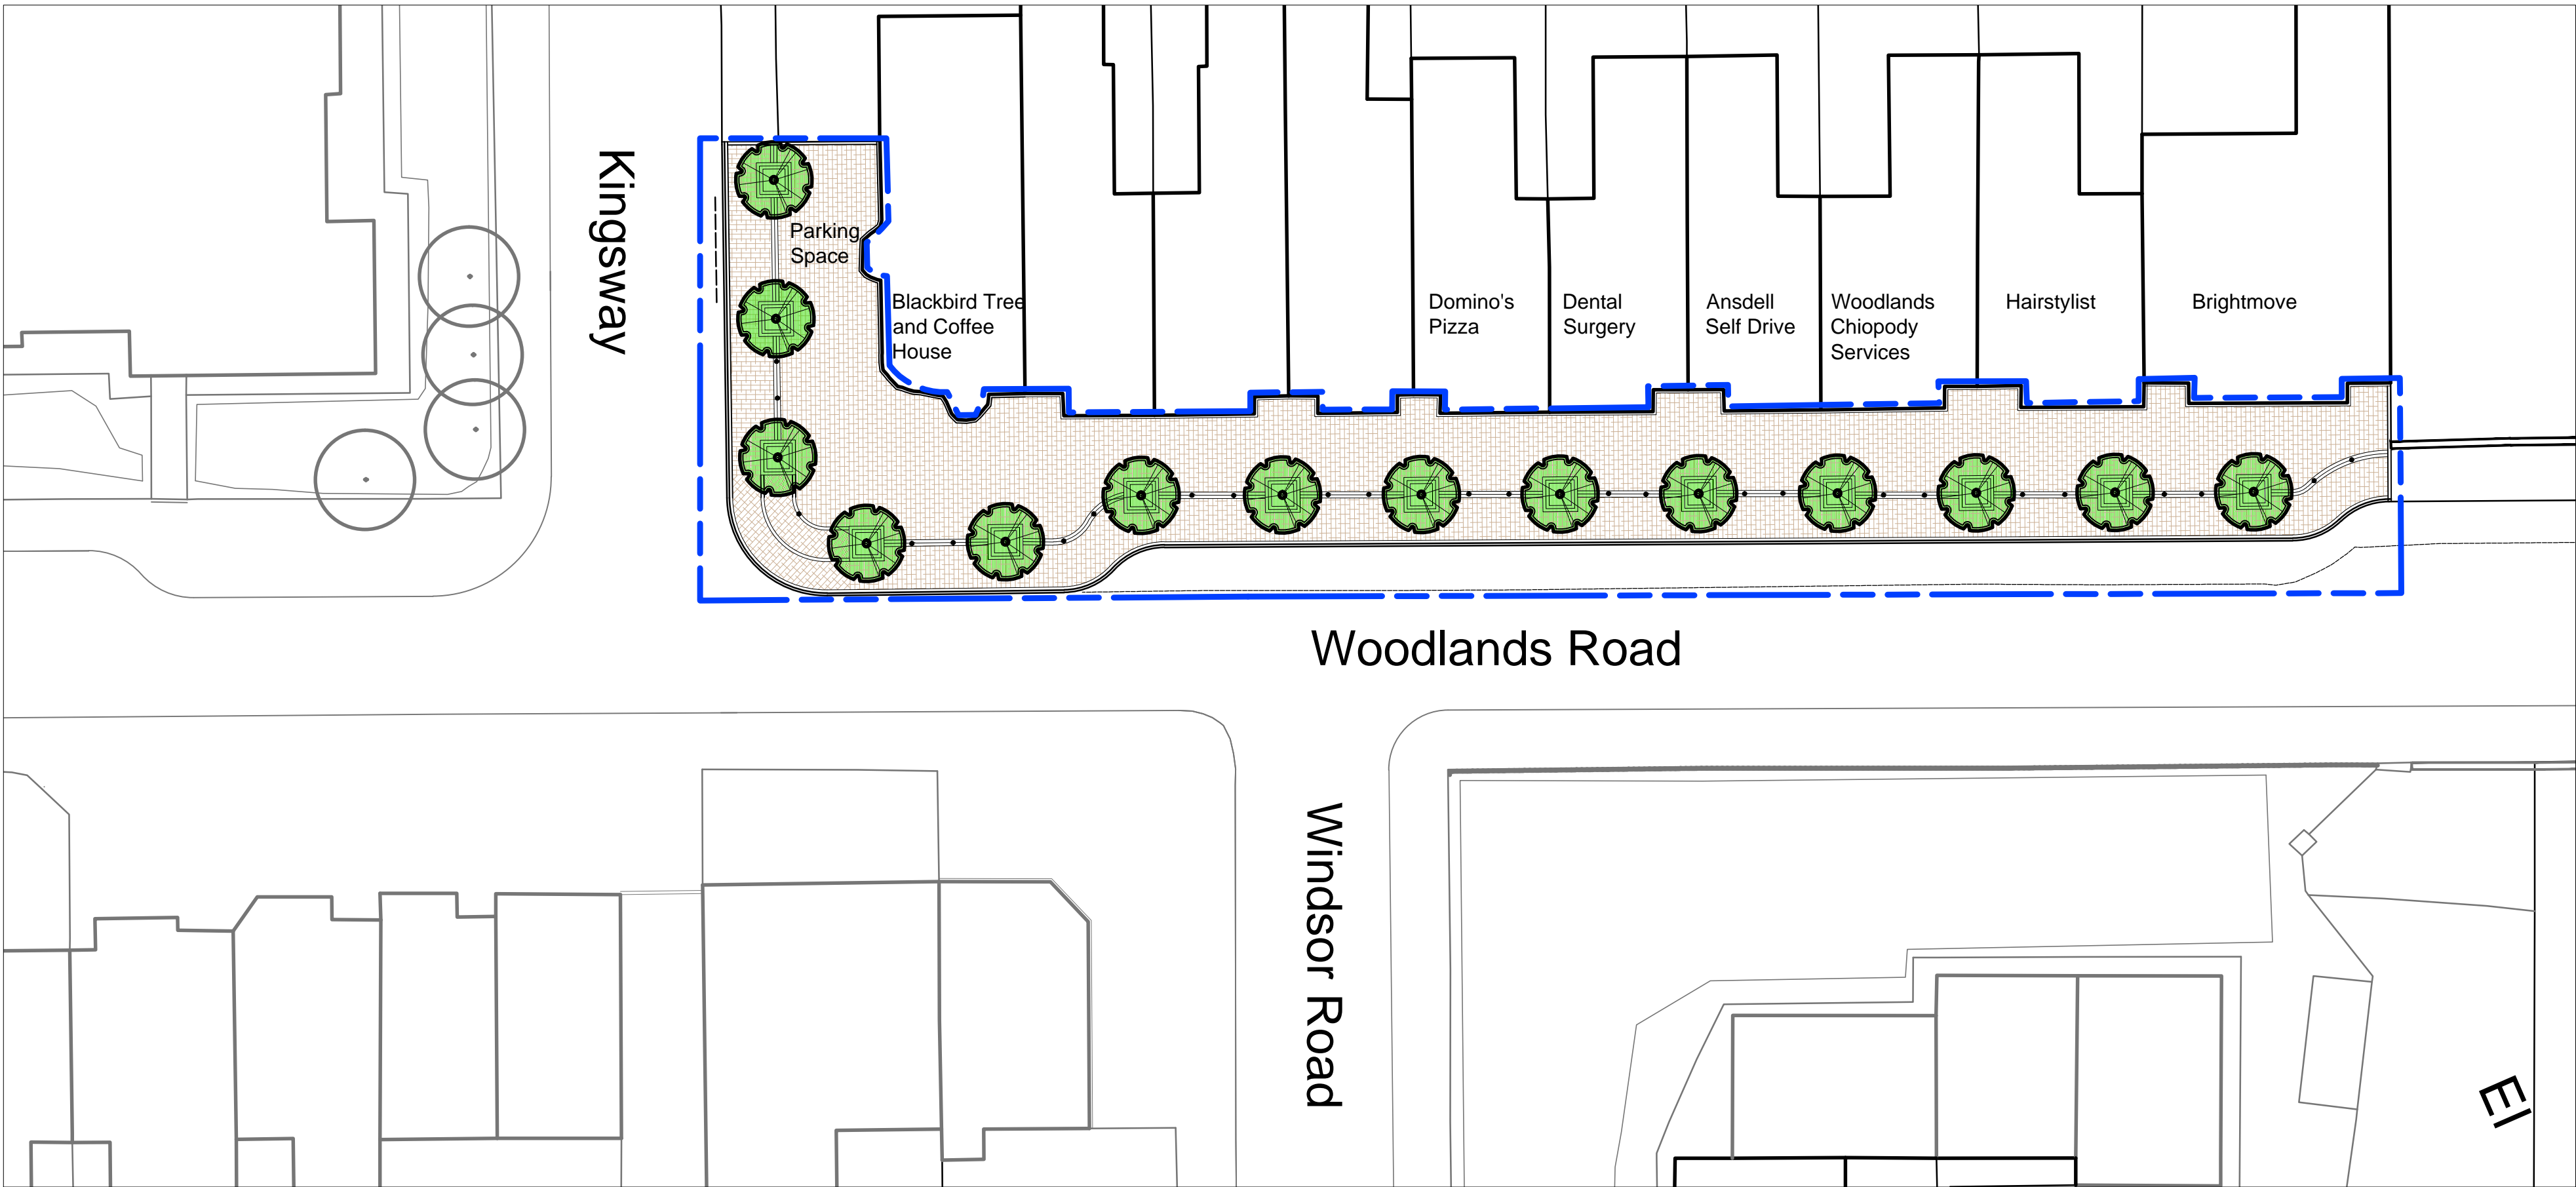 Kingsway
Parking
Space
Blackbird Tree
and Coffee
House
Domino's
Pizza
Dental
Surgery
Ansdell
Self Drive
Woodlands
Chiopody
Services
Hairstylist
Brightmove
Woodlands Road
Windsor Road
El